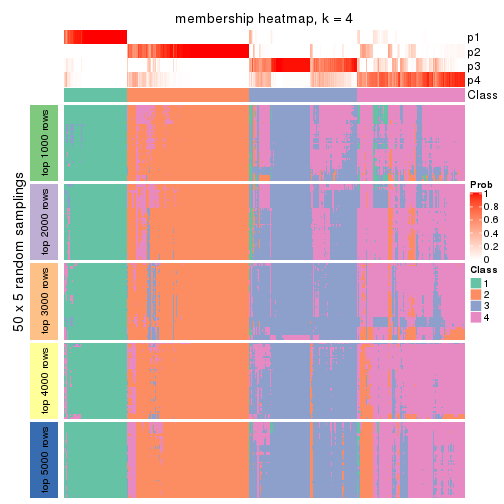 membership heatmap, k = 4
p1
p2
p3
p4
Class
50 x 5 random samplings
top 1000 rows
top 2000 rows
top 3000 rows
top 4000 rows
top 5000 rows
Prob
1
0.8
0.6
0.4
0.2
0
Class
1
2
3
4